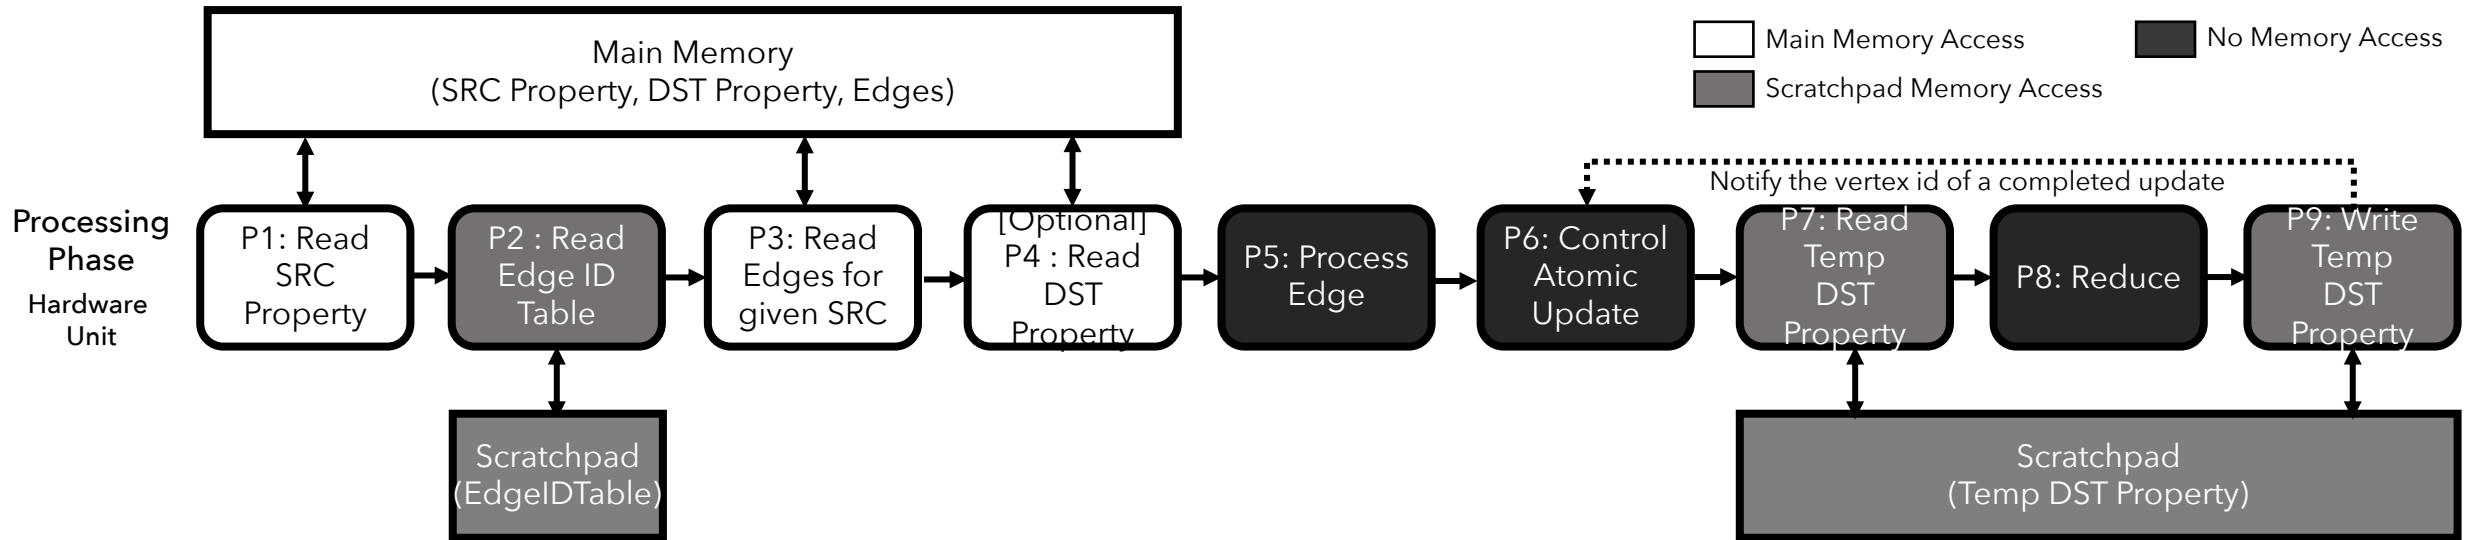 Main Memory
(SRC Property, DST Property, Edges)
Main Memory Access
No Memory Access
Scratchpad Memory Access
Notify the vertex id of a completed update
Processing
Phase
Hardware
Unit
P1: Read
SRC
Property
P2 : Read
Edge ID
Table
P3: Read
Edges for
given SRC
[Optional]
P4 : Read
DST
Property
P5: Process
Edge
P6: Control
Atomic
Update
P7: Read
Temp
DST
Property
P8: Reduce
P9: Write
Temp
DST
Property
Scratchpad
(EdgeIDTable)
Scratchpad
(Temp DST Property)